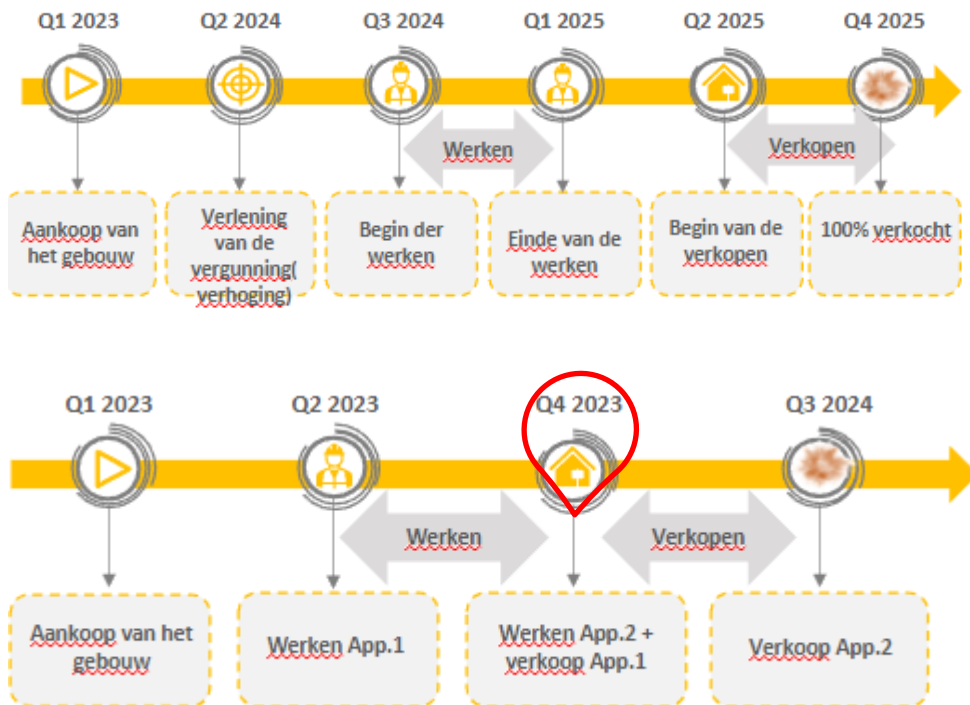 Q1 2023
Q2 2024
Q3 2024
Q1 2025
Q2 2025
Q4 2025
Werken
Verkopen
Aankoop van
het gebouw
Verlening
van de
vergunning(
verhoging)
Begin der
werken
Einde van de
werken
Begin van de
verkopen
100% verkocht
Q1 2023
Q2 2023
Q4 2023
Q3 2024
Werken
Verkopen
Aankoop van het
gebouw
Werken App.1
Werken App.2 +
verkoop App.1
Verkoop App.2